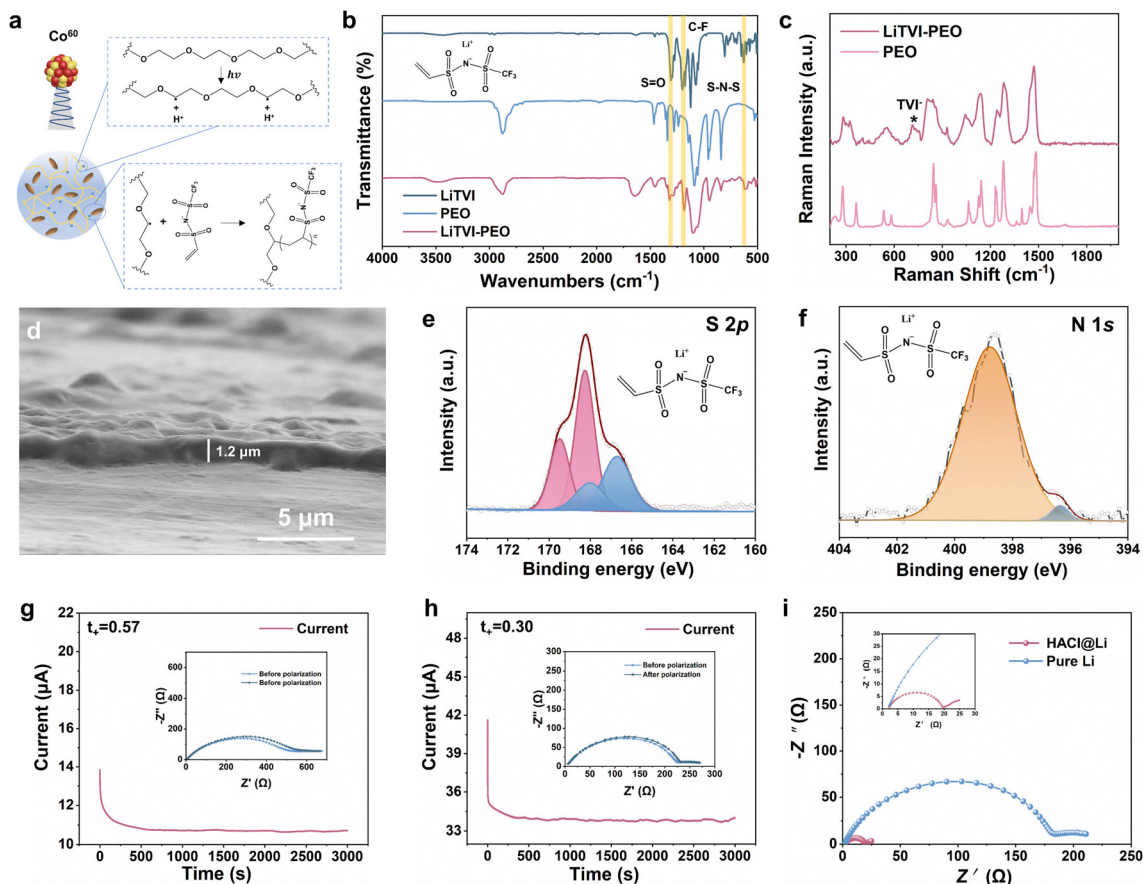 a
Co⁶⁰
O
O
O
O
hν
O
O
O
O
+
H⁺
+
H⁺
+
n
b
Transmittance (%)
Li⁺
O
O
S
N⁻
S
CF₃
O
O
C-F
S=O
S-N-S
LiTVI
PEO
LiTVI-PEO
4000 3500 3000 2500 2000 1500 1000 500
Wavenumbers (cm⁻¹)
c
Raman Intensity (a.u.)
LiTVI-PEO
PEO
TVI⁻
*
300 600 900 1200 1500 1800
Raman Shift (cm⁻¹)
d
1.2 μm
5 μm
e
S 2p
Intensity (a.u.)
Li⁺
O
O
S
N⁻
S
CF₃
O
O
174 172 170 168 166 164 162 160
Binding energy (eV)
f
N 1s
Intensity (a.u.)
Li⁺
O
O
S
N⁻
S
CF₃
O
O
404 402 400 398 396 394
Binding energy (eV)
g
t₊=0.57
Current
Current (μA)
22
20
18
16
14
12
10
-Z'' (Ω)
600
400
200
0
Before polarization
Before polarization
0 200 400 600
Z' (Ω)
0 500 1000 1500 2000 2500 3000
Time (s)
h
t₊=0.30
Current
Current (μA)
48
45
42
39
36
33
-Z'' (Ω)
300
250
200
150
100
50
0
Before polarization
After polarization
0 50 100 150 200 250 300
Z' (Ω)
0 500 1000 1500 2000 2500 3000
Time (s)
i
-Z'' (Ω)
250
200
150
100
50
0
HACI@Li
Pure Li
-Z'' (Ω)
30
25
20
15
10
5
0
0 5 10 15 20 25 30
Z' (Ω)
0 50 100 150 200 250
Z' (Ω)